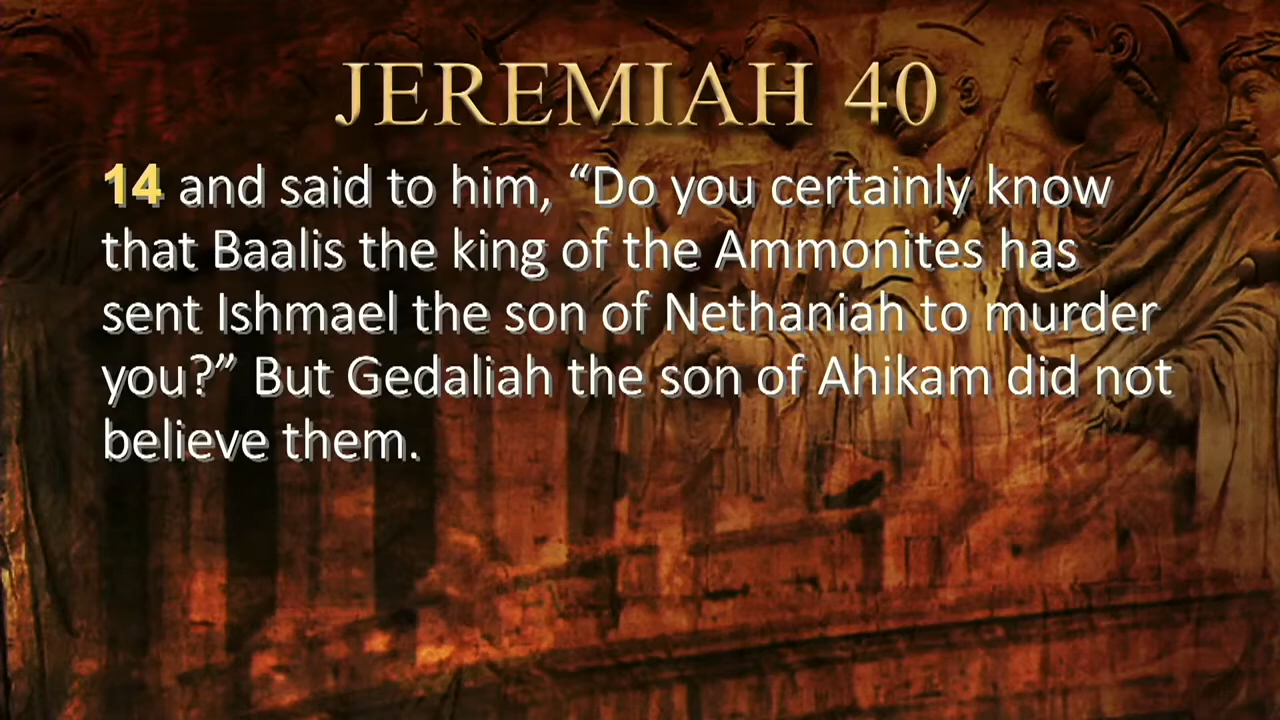 JEREMIAH 40
14 and said to him, “Do you certainly know
that Baalis the king of the Ammonites has
sent Ishmael the son of Nethaniah to murder
you?” But Gedaliah the son of Ahikam did not
believe them.